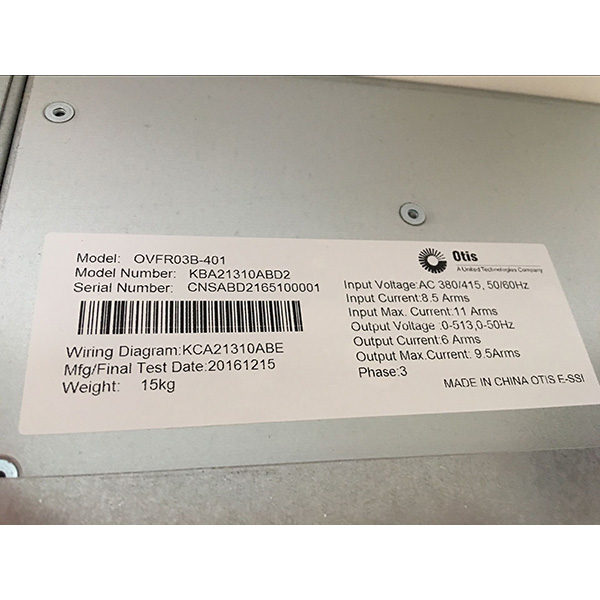 Model: OVFR03B-401
Model Number: KBA21310ABD2
Serial Number: CNSABD2165100001
Wiring Diagram:KCA21310ABE
Mfg/Final Test Date:20161215
Weight: 15kg
Otis
A United Technologies Company
Input Voltage:AC 380/415, 50/60Hz
Input Current:8.5 Arms
Input Max. Current:11 Arms
Output Voltage :0-513,0-50Hz
Output Current:6 Arms
Output Max.Current: 9.5Arms
Phase:3
MADE IN CHINA OTIS E-SSI